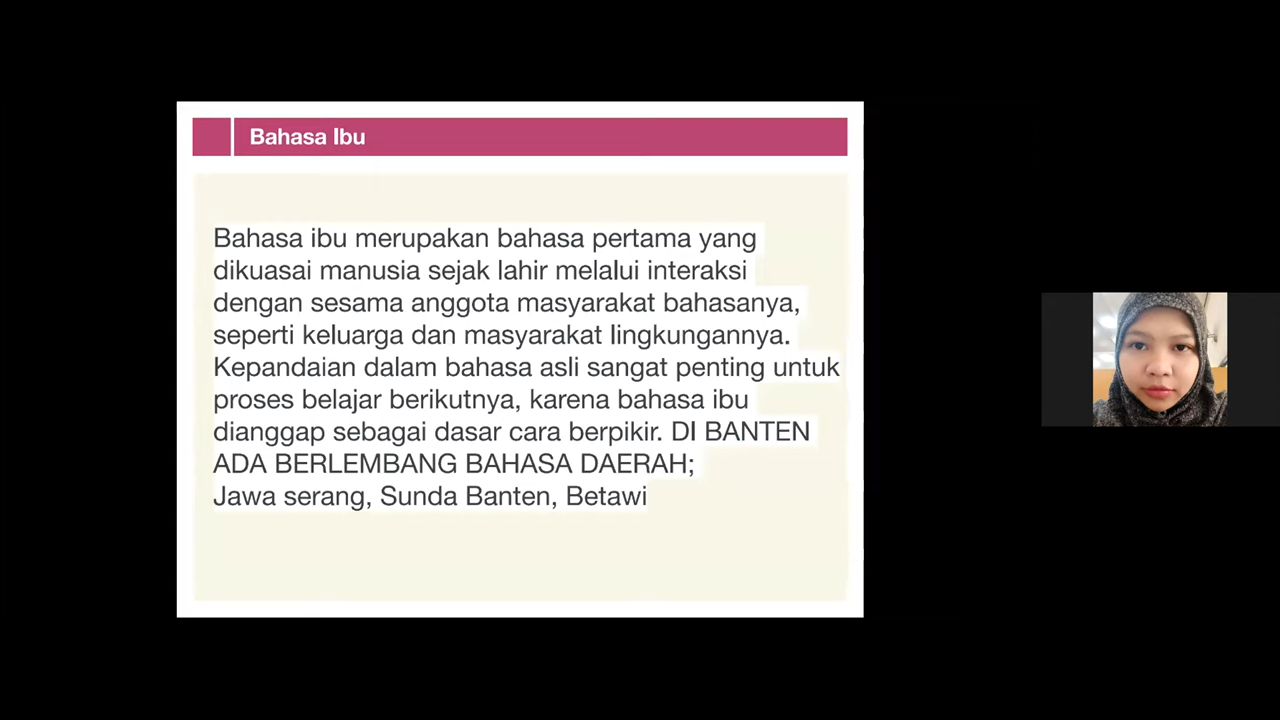 Bahasa Ibu
Bahasa ibu merupakan bahasa pertama yang
dikuasai manusia sejak lahir melalui interaksi
dengan sesama anggota masyarakat bahasanya,
seperti keluarga dan masyarakat lingkungannya.
Kepandaian dalam bahasa asli sangat penting untuk
proses belajar berikutnya, karena bahasa ibu
dianggap sebagai dasar cara berpikir. DI BANTEN
ADA BERLEMBANG BAHASA DAERAH;
Jawa serang, Sunda Banten, Betawi